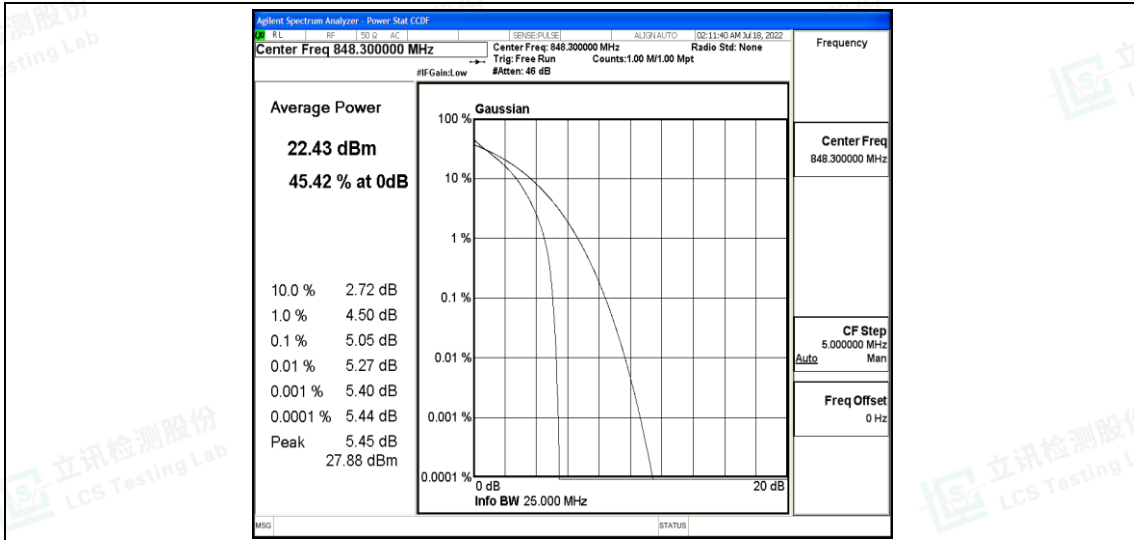 Agilent Spectrum Analyzer - Power Stat CCDF
RL RF 50 Ω AC SENSE:PULSE ALIGN AUTO 02:11:40 AM Jul 18, 2022
Center Freq 848.300000 MHz
Center Freq: 848.300000 MHz Radio Std: None
Trig: Free Run Counts:1.00 M/1.00 Mpt
#IFGain:Low #Atten: 46 dB
Frequency
Average Power
22.43 dBm
45.42 % at 0dB
10.0 % 2.72 dB
1.0 % 4.50 dB
0.1 % 5.05 dB
0.01 % 5.27 dB
0.001 % 5.40 dB
0.0001 % 5.44 dB
Peak 5.45 dB
27.88 dBm
Gaussian
100 %
10 %
1 %
0.1 %
0.01 %
0.001 %
0.0001 %
0 dB 20 dB
Info BW 25.000 MHz
Center Freq
848.300000 MHz
CF Step
5.000000 MHz
Auto Man
Freq Offset
0 Hz
MSG STATUS
立讯检测股份
LCS Testing Lab
立讯检测股份
LCS Testing L